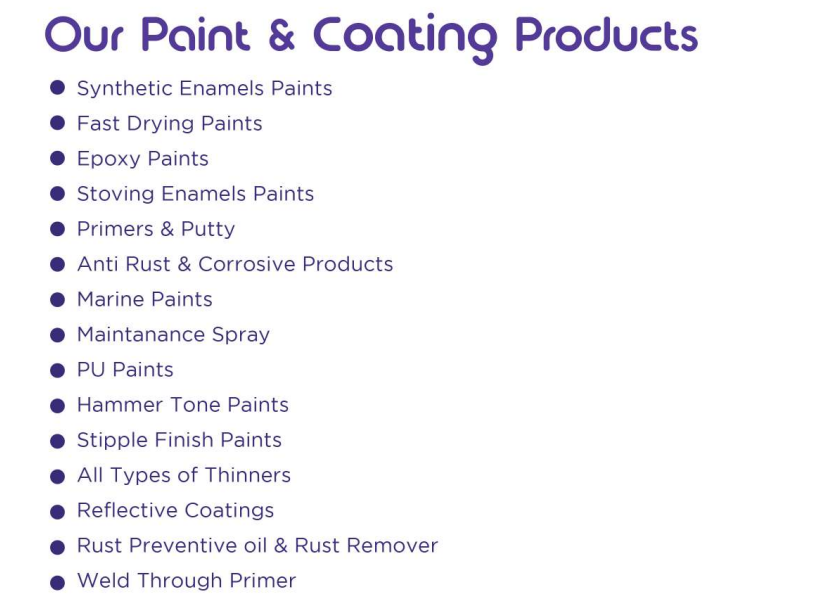 Our Paint & Coating Products
● Synthetic Enamels Paints
● Fast Drying Paints
● Epoxy Paints
● Stoving Enamels Paints
● Primers & Putty
● Anti Rust & Corrosive Products
● Marine Paints
● Maintanance Spray
● PU Paints
● Hammer Tone Paints
● Stipple Finish Paints
● All Types of Thinners
● Reflective Coatings
● Rust Preventive oil & Rust Remover
● Weld Through Primer